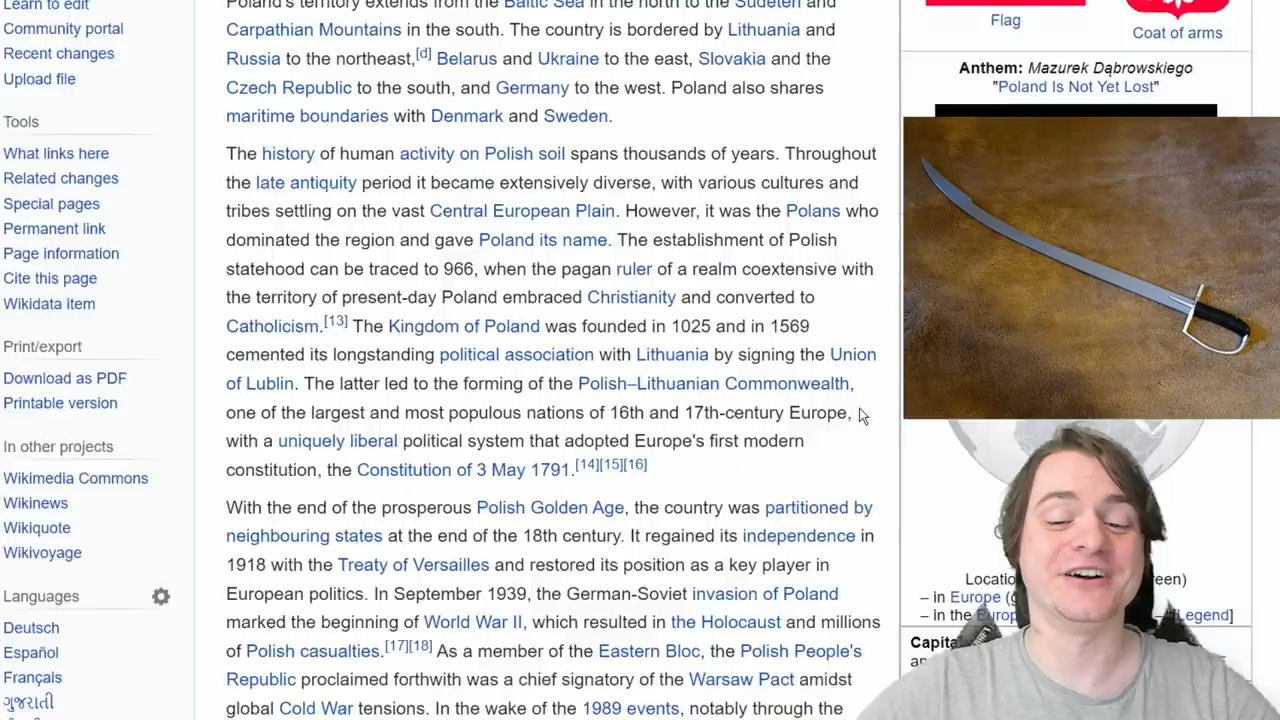 Learn to edit
Community portal
Recent changes
Upload file
Tools
What links here
Related changes
Special pages
Permanent link
Page information
Cite this page
Wikidata item
Print/export
Download as PDF
Printable version
In other projects
Wikimedia Commons
Wikinews
Wikiquote
Wikivoyage
Languages
Deutsch
Español
Français
ગુજરાતી
Poland's territory extends from the Baltic Sea in the north to the Sudeten and
Carpathian Mountains in the south. The country is bordered by Lithuania and
Russia to the northeast,[d] Belarus and Ukraine to the east, Slovakia and the
Czech Republic to the south, and Germany to the west. Poland also shares
maritime boundaries with Denmark and Sweden.
The history of human activity on Polish soil spans thousands of years. Throughout
the late antiquity period it became extensively diverse, with various cultures and
tribes settling on the vast Central European Plain. However, it was the Polans who
dominated the region and gave Poland its name. The establishment of Polish
statehood can be traced to 966, when the pagan ruler of a realm coextensive with
the territory of present-day Poland embraced Christianity and converted to
Catholicism.[13] The Kingdom of Poland was founded in 1025 and in 1569
cemented its longstanding political association with Lithuania by signing the Union
of Lublin. The latter led to the forming of the Polish–Lithuanian Commonwealth,
one of the largest and most populous nations of 16th and 17th-century Europe,
with a uniquely liberal political system that adopted Europe's first modern
constitution, the Constitution of 3 May 1791.[14][15][16]
With the end of the prosperous Polish Golden Age, the country was partitioned by
neighbouring states at the end of the 18th century. It regained its independence in
1918 with the Treaty of Versailles and restored its position as a key player in
European politics. In September 1939, the German-Soviet invasion of Poland
marked the beginning of World War II, which resulted in the Holocaust and millions
of Polish casualties.[17][18] As a member of the Eastern Bloc, the Polish People's
Republic proclaimed forthwith was a chief signatory of the Warsaw Pact amidst
global Cold War tensions. In the wake of the 1989 events, notably through the
Flag
Coat of arms
Anthem: Mazurek Dąbrowskiego
"Poland Is Not Yet Lost"
– in Europe
– in the
[Legend]